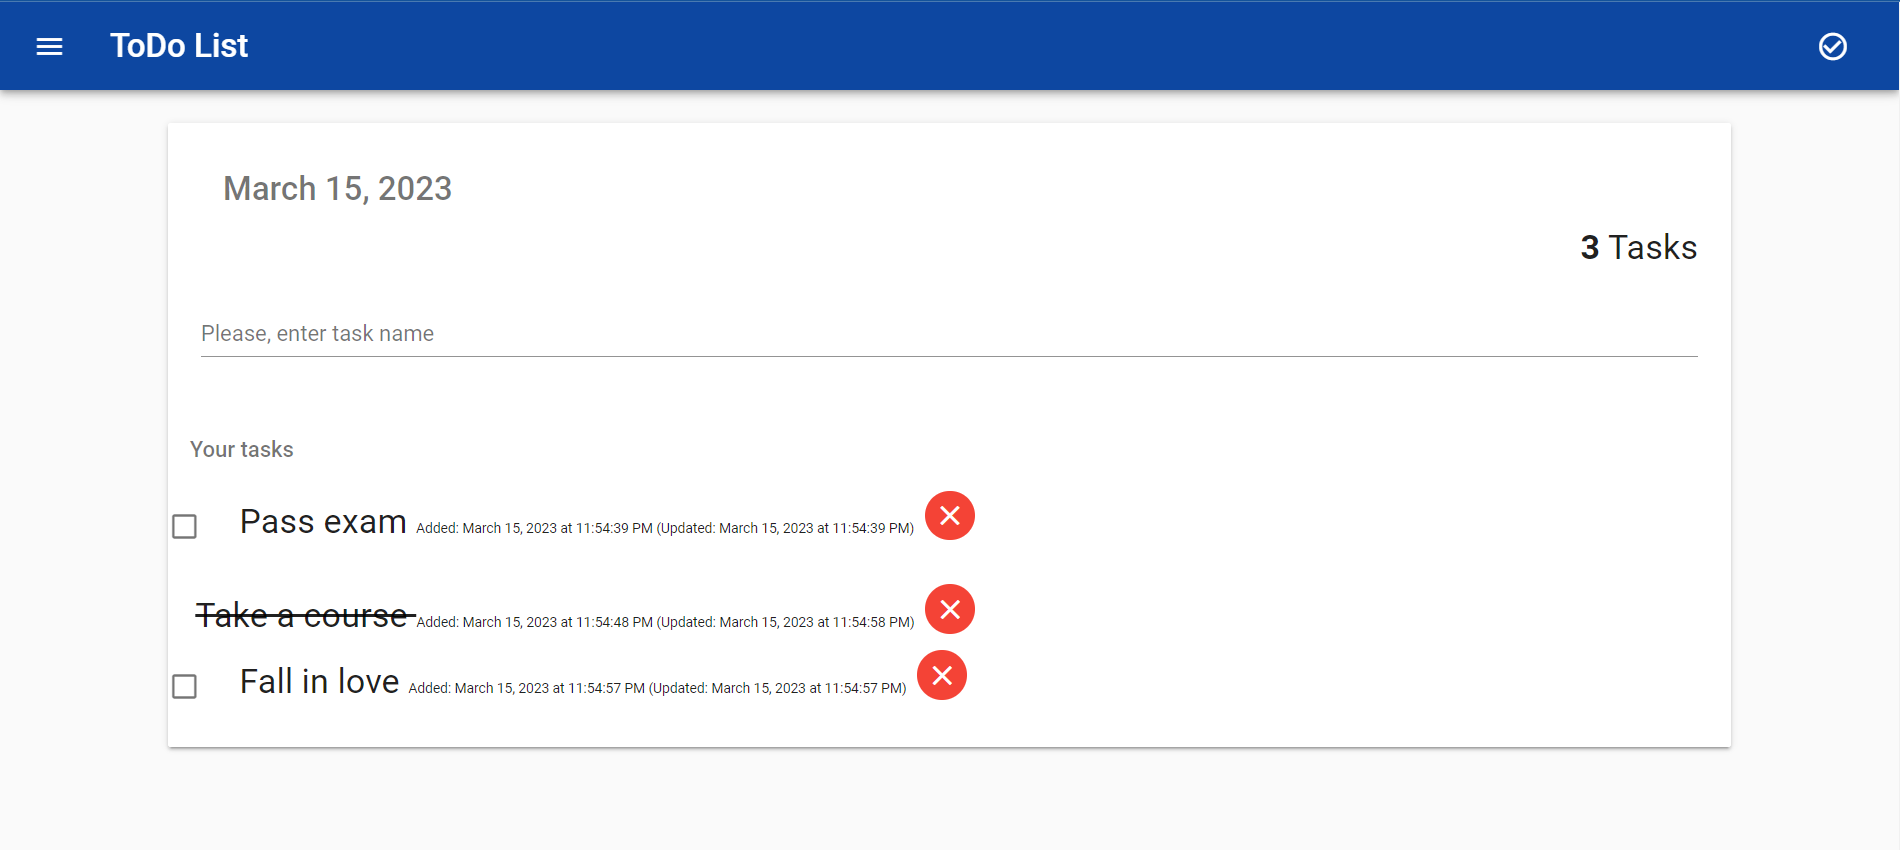 ToDo List
March 15, 2023
3 Tasks
Please, enter task name
Your tasks
Pass exam Added: March 15, 2023 at 11:54:39 PM (Updated: March 15, 2023 at 11:54:39 PM)
Take a course Added: March 15, 2023 at 11:54:48 PM (Updated: March 15, 2023 at 11:54:58 PM)
Fall in love Added: March 15, 2023 at 11:54:57 PM (Updated: March 15, 2023 at 11:54:57 PM)